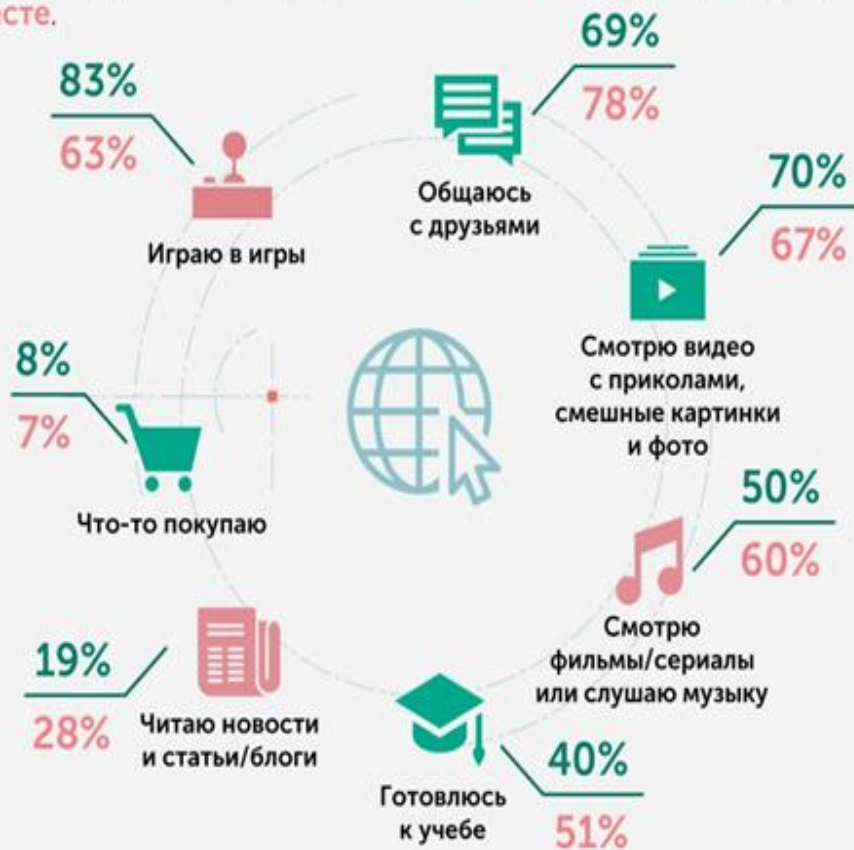 83%
63%
Играю в игры
69%
78%
Общаюсь
с друзьями
70%
67%
Смотрю видео
с приколами,
смешные картинки
и фото
50%
60%
Смотрю
фильмы/сериалы
или слушаю музыку
40%
51%
Готовлюсь
к учебе
19%
28%
Читаю новости
и статьи/блоги
8%
7%
Что-то покупаю